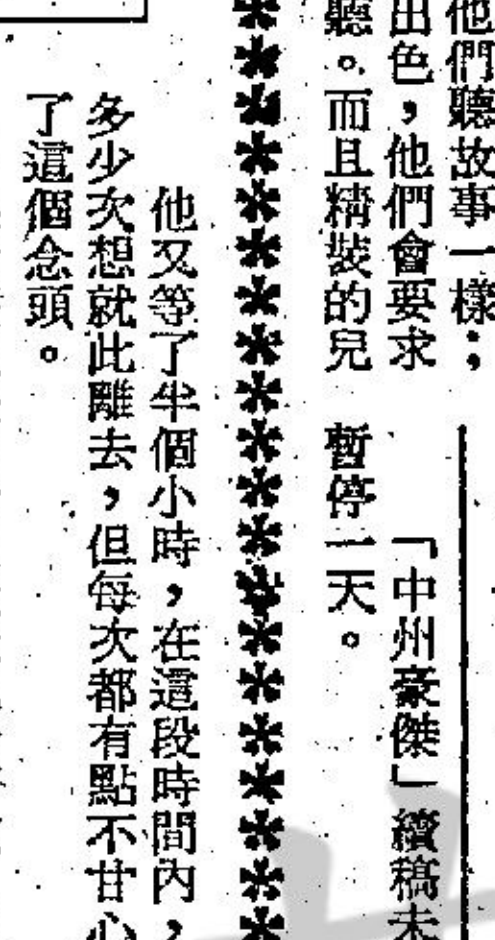 他們聽故事一樣；
出色，他們會要求
聽。而且精裝的兒
「中州豪傑」續稿未
暫停一天。
他又等了半個小時，在這段時間內，
多少次想就此離去，但每次都有點不甘心
了這個念頭。